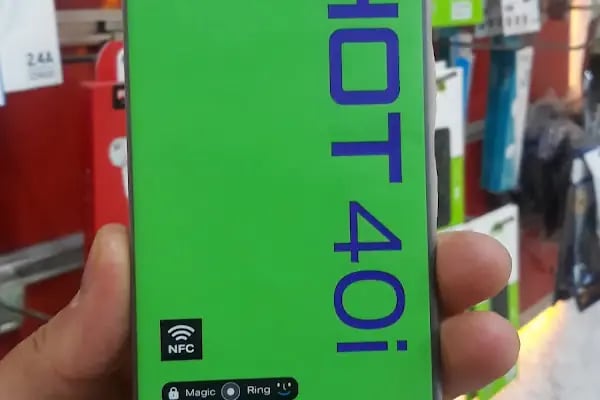 HOT 40i
NFC
Magic Ring
2.4A